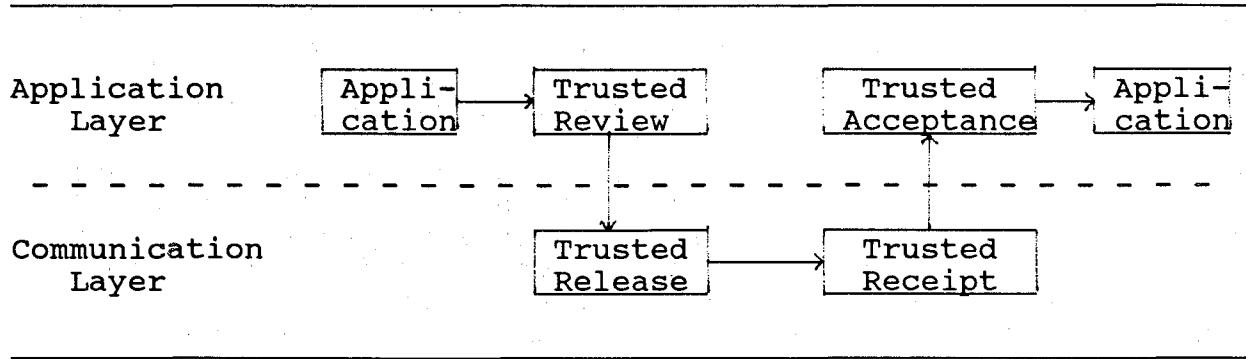 Application Layer
Appli-
cation
Trusted
Review
Trusted
Acceptance
Appli-
cation
Communication Layer
Trusted
Release
Trusted
Receipt